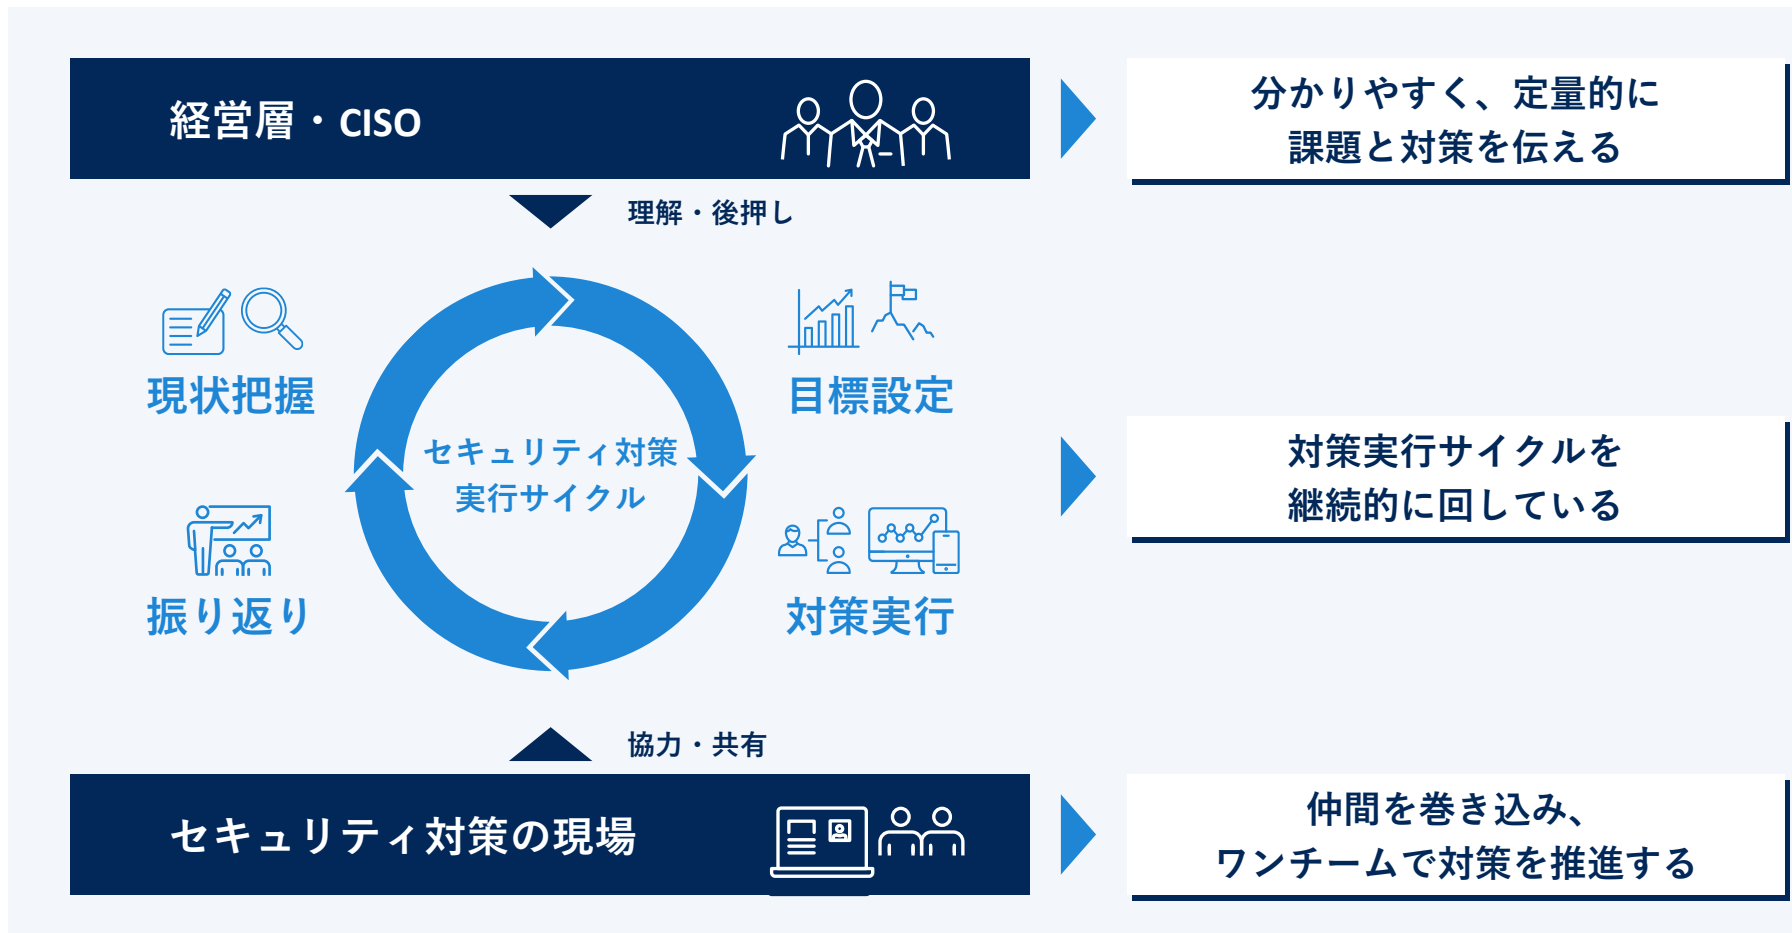 経営層・CISO
分かりやすく、定量的に
課題と対策を伝える
理解・後押し
現状把握
目標設定
セキュリティ対策
実行サイクル
対策実行サイクルを
継続的に回している
振り返り
対策実行
協力・共有
セキュリティ対策の現場
仲間を巻き込み、
ワンチームで対策を推進する